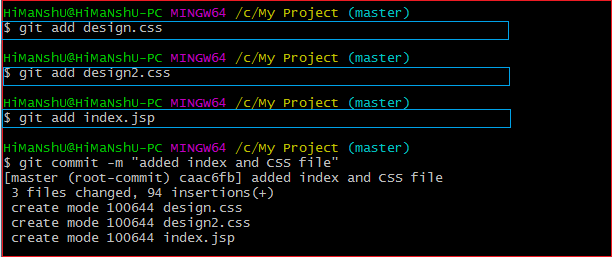 HiMaNshU@HiMaNshU-PC MINGW64 /c/My Project (master)
$ git add design.css
HiMaNshU@HiMaNshU-PC MINGW64 /c/My Project (master)
$ git add design2.css
HiMaNshU@HiMaNshU-PC MINGW64 /c/My Project (master)
$ git add index.jsp
HiMaNshU@HiMaNshU-PC MINGW64 /c/My Project (master)
$ git commit -m "added index and CSS file"
[master (root-commit) caac6fb] added index and CSS file
 3 files changed, 94 insertions(+)
 create mode 100644 design.css
 create mode 100644 design2.css
 create mode 100644 index.jsp